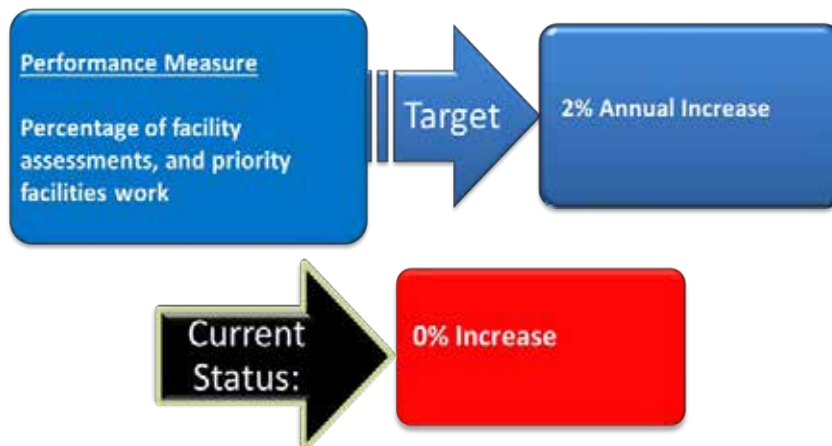 Performance Measure
Percentage of facility
assessments, and priority
facilities work
Target
2% Annual Increase
Current
Status:
0% Increase